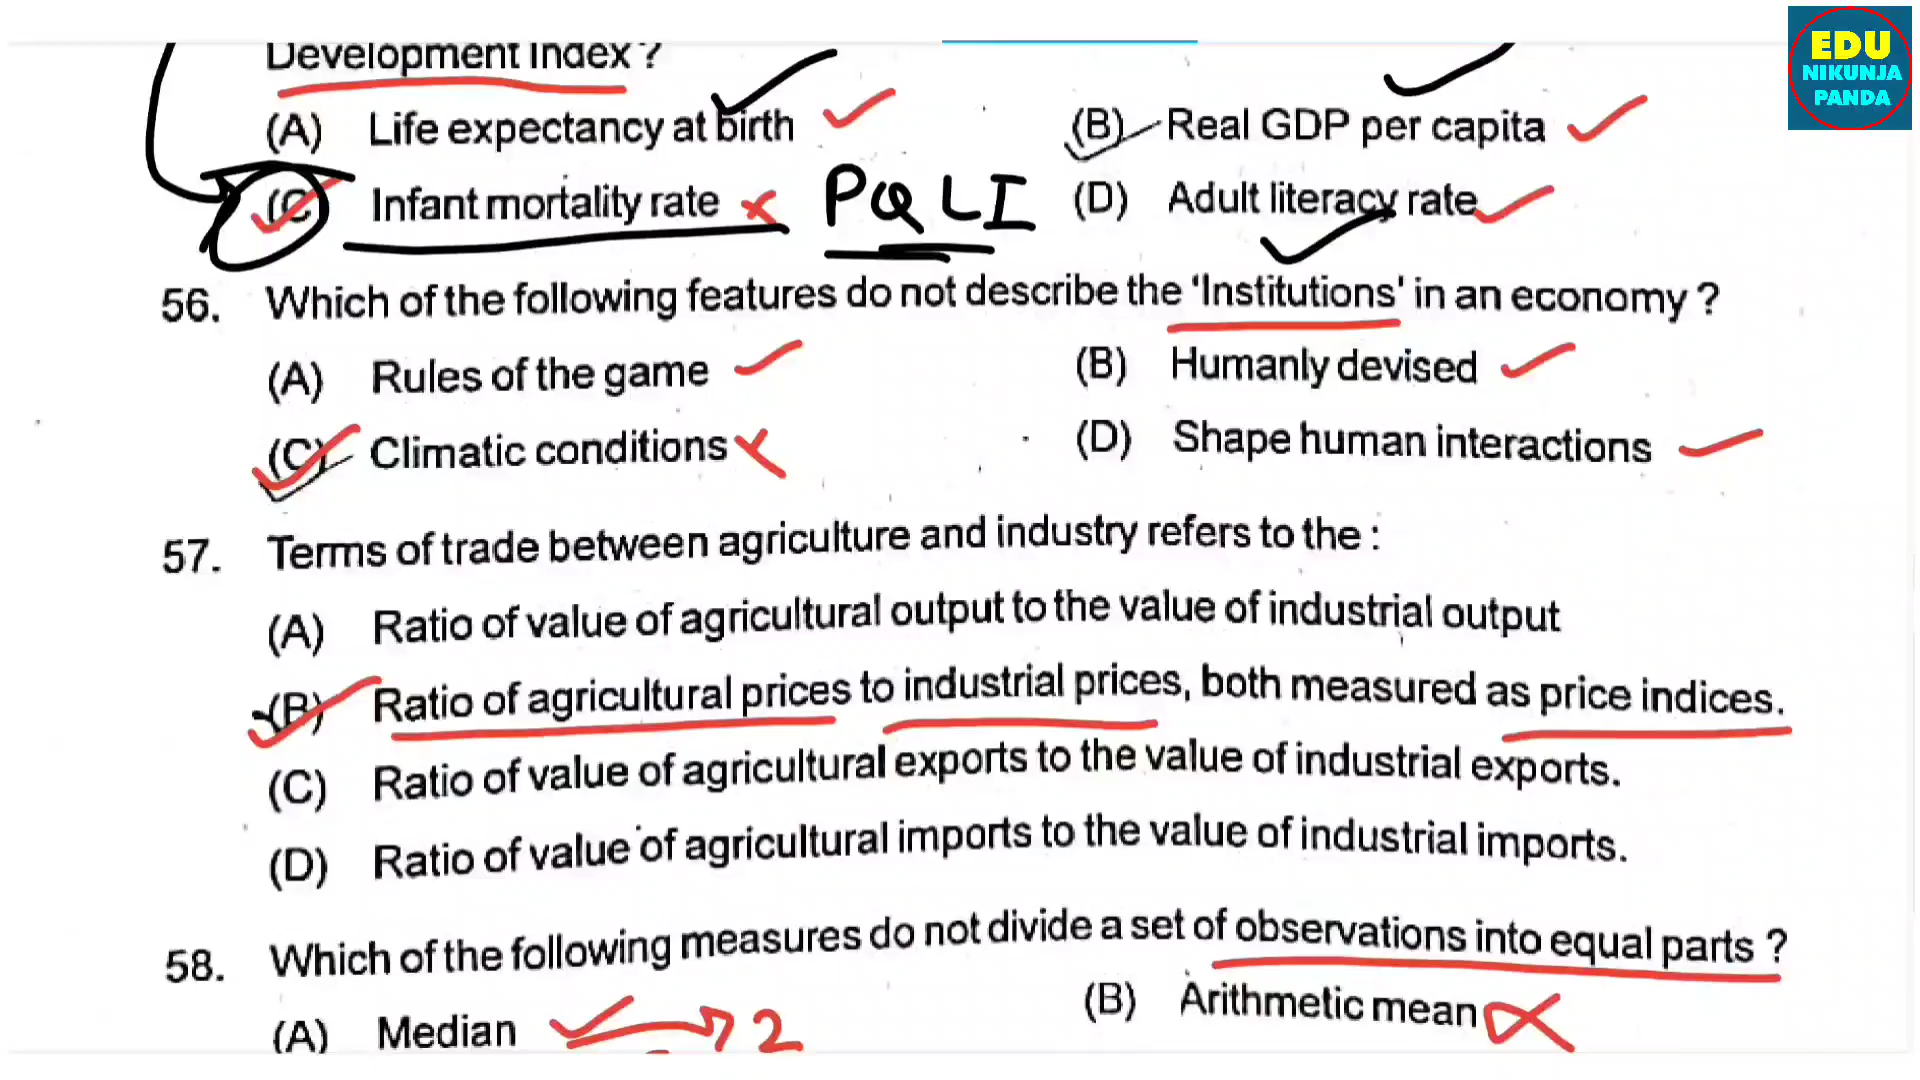 EDU
NIKUNJA
PANDA
Development Index ?
(A) Life expectancy at birth (B) Real GDP per capita
(C) Infant mortality rate PQLI (D) Adult literacy rate
56. Which of the following features do not describe the 'Institutions' in an economy ?
(A) Rules of the game (B) Humanly devised
(C) Climatic conditions (D) Shape human interactions
57. Terms of trade between agriculture and industry refers to the :
(A) Ratio of value of agricultural output to the value of industrial output
(B) Ratio of agricultural prices to industrial prices, both measured as price indices.
(C) Ratio of value of agricultural exports to the value of industrial exports.
(D) Ratio of value of agricultural imports to the value of industrial imports.
58. Which of the following measures do not divide a set of observations into equal parts ?
(A) Median 2 (B) Arithmetic mean